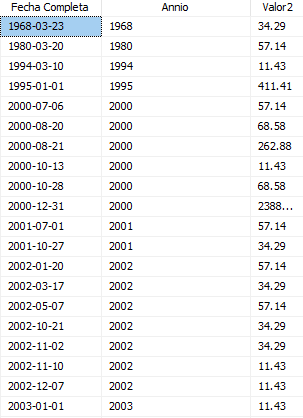 Fecha Completa Annio Valor2
1968-03-23 1968 34.29
1980-03-20 1980 57.14
1994-03-10 1994 11.43
1995-01-01 1995 411.41
2000-07-06 2000 57.14
2000-08-20 2000 68.58
2000-08-21 2000 262.88
2000-10-13 2000 11.43
2000-10-28 2000 68.58
2000-12-31 2000 2388...
2001-07-01 2001 57.14
2001-10-27 2001 34.29
2002-01-20 2002 57.14
2002-03-17 2002 34.29
2002-05-07 2002 57.14
2002-10-21 2002 34.29
2002-11-02 2002 34.29
2002-11-10 2002 11.43
2002-12-07 2002 11.43
2003-01-01 2003 11.43